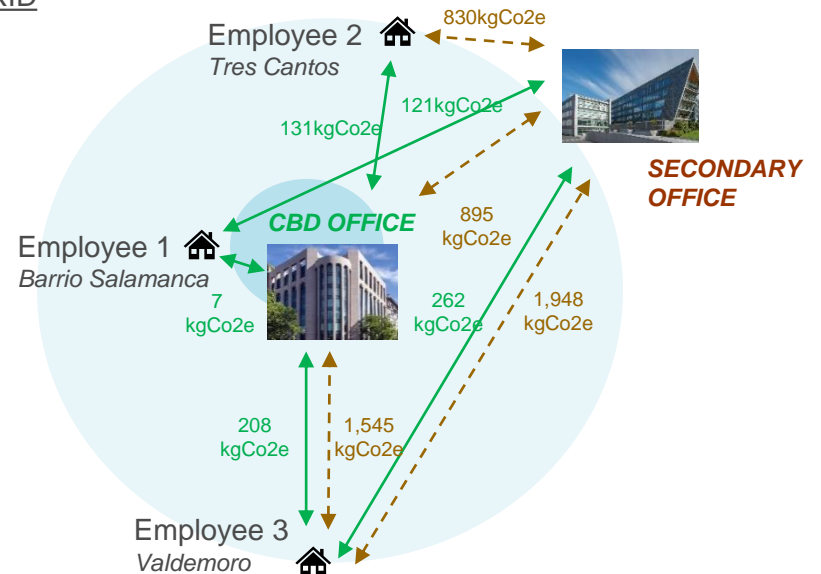 Employee 2
Tres Cantos
830kgCo2e
131kgCo2e
121kgCo2e
SECONDARY
OFFICE
CBD OFFICE
895
kgCo2e
Employee 1
Barrio Salamanca
7
kgCo2e
262
kgCo2e
1,948
kgCo2e
208
kgCo2e
1,545
kgCo2e
Employee 3
Valdemoro